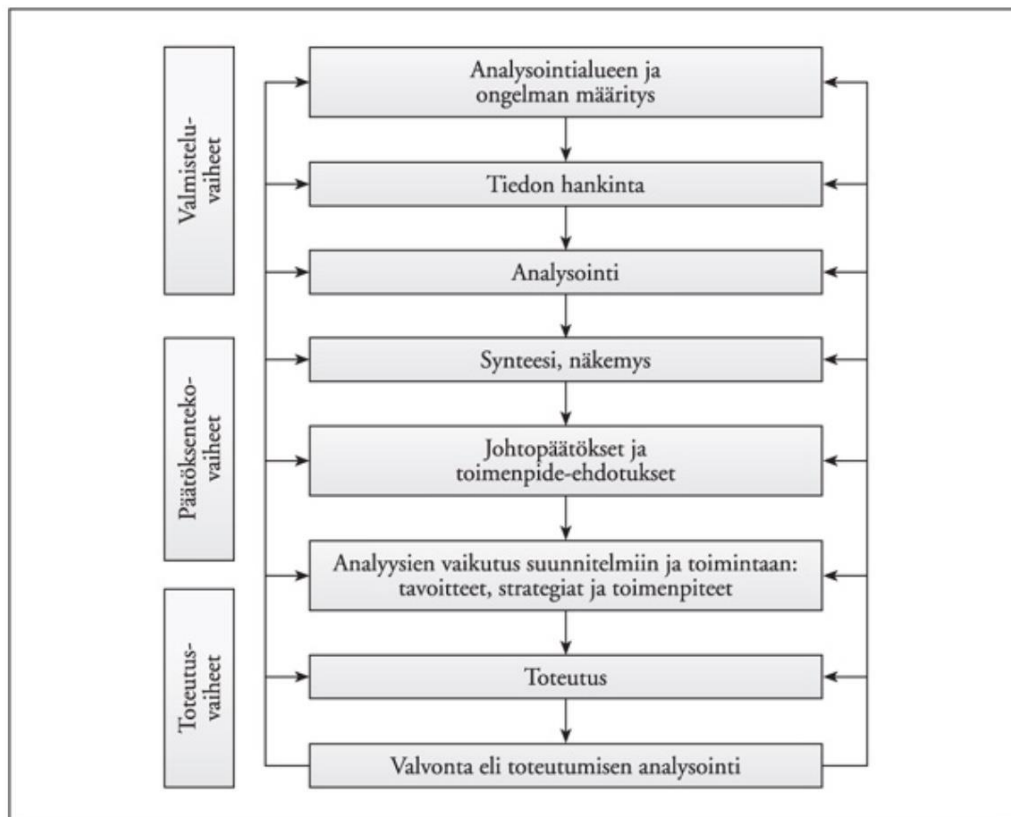 Valmistelu-
vaiheet
Analysointialueen ja
ongelman määritys
Tiedon hankinta
Analysointi
Päätöksenteko-
vaiheet
Synteesi, näkemys
Johtopäätökset ja
toimenpide-ehdotukset
Analyysien vaikutus suunnitelmiin ja toimintaan:
tavoitteet, strategiat ja toimenpiteet
Toteutus-
vaiheet
Toteutus
Valvonta eli toteutumisen analysointi